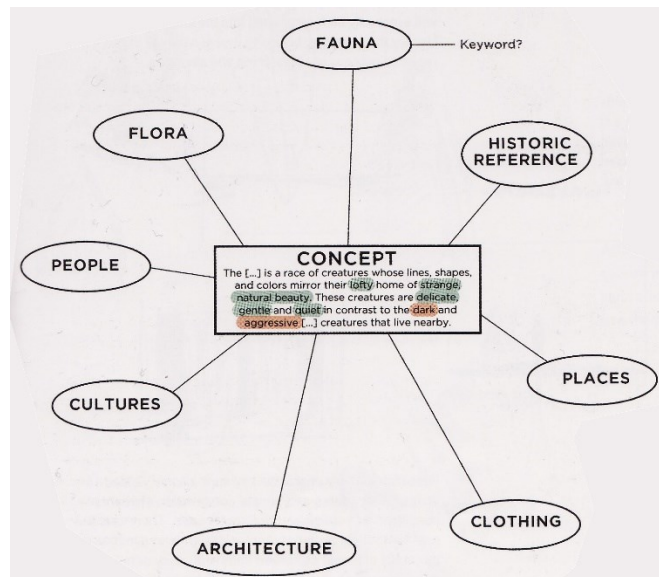 FAUNA
Keyword?
FLORA
HISTORIC
REFERENCE
CONCEPT
The [...] is a race of creatures whose lines, shapes,
and colors mirror their lofty home of strange,
natural beauty. These creatures are delicate,
gentle and quiet in contrast to the dark and
aggressive [...] creatures that live nearby.
PEOPLE
PLACES
CULTURES
CLOTHING
ARCHITECTURE